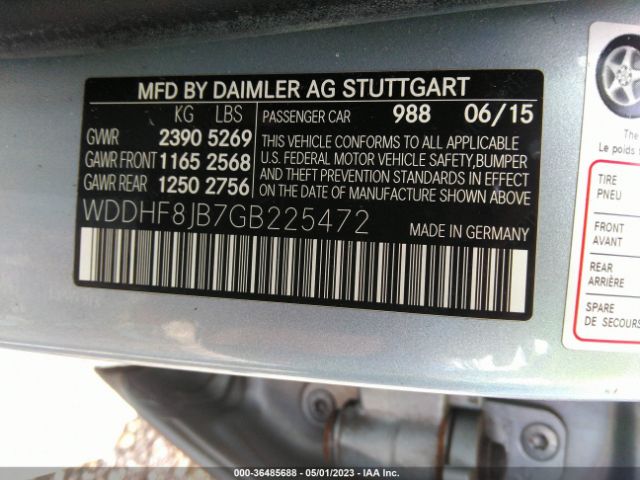 MFD BY DAIMLER AG STUTTGART
KG LBS
PASSENGER CAR 988 06/15
GVWR 2390 5269
GAWR FRONT 1165 2568
GAWR REAR 1250 2756
THIS VEHICLE CONFORMS TO ALL APPLICABLE
U.S. FEDERAL MOTOR VEHICLE SAFETY, BUMPER
AND THEFT PREVENTION STANDARDS IN EFFECT
ON DATE OF MANUFACTURE SHOWN ABOVE
WDDHF8JB7GB225472
MADE IN GERMANY
The
Le poids
TIRE
PNEU
FRONT
AVANT
REAR
ARRIÈRE
SPARE
DE SECOURS
000-36485688 - 05/01/2023 - IAA Inc.